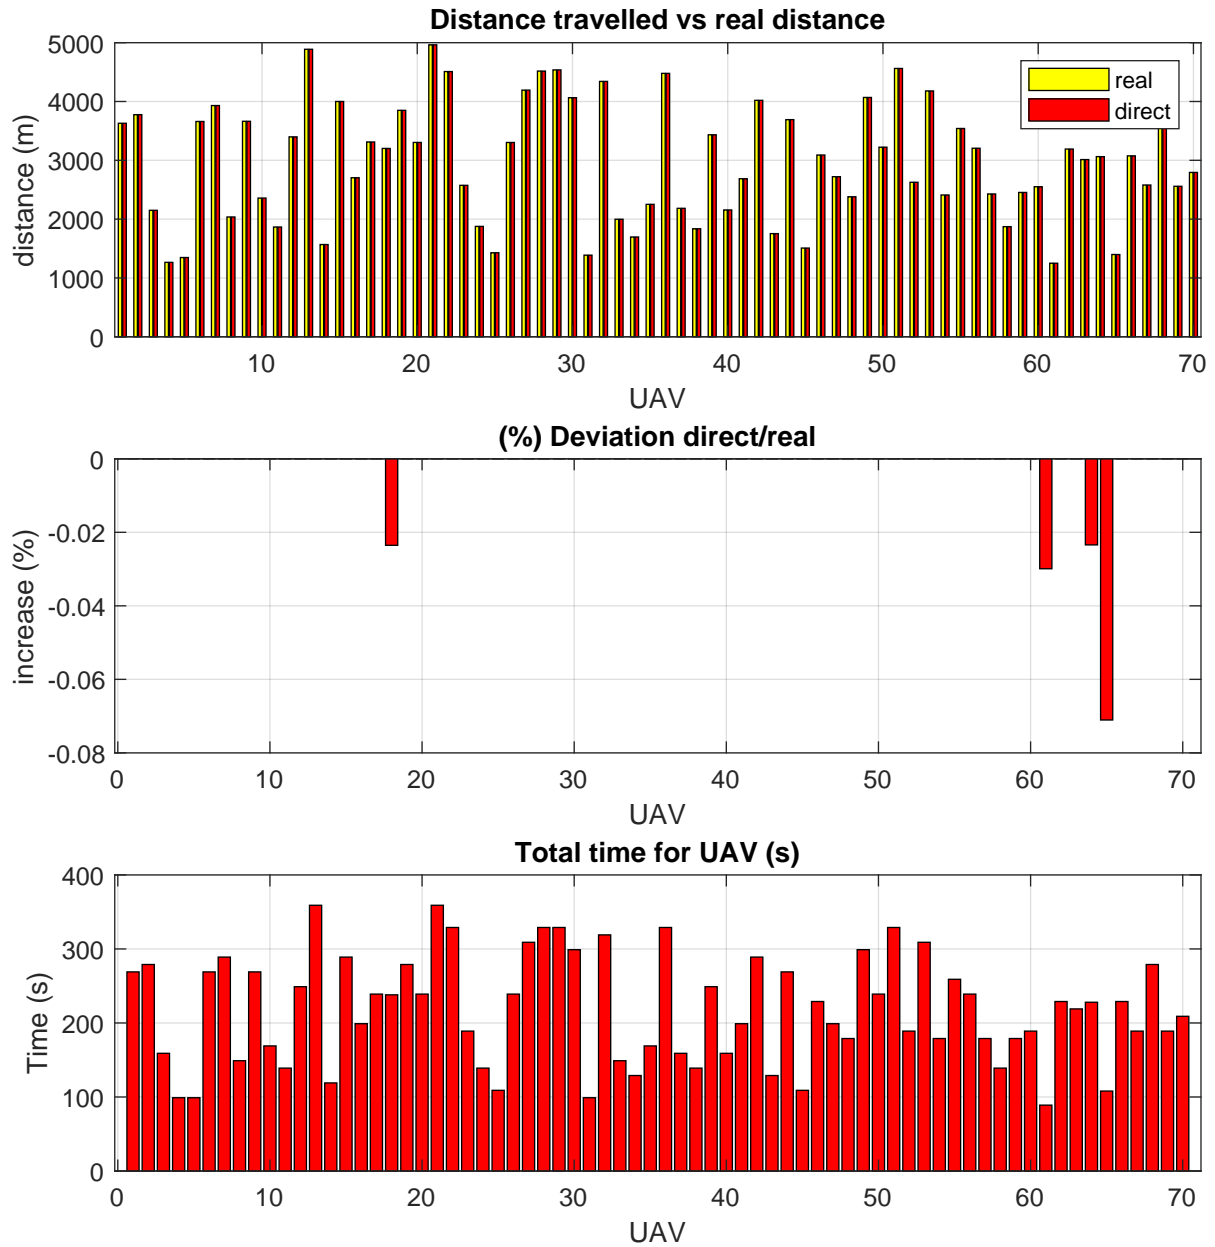 Distance travelled vs real distance
5000
4000
3000
2000
1000
0
distance (m)
real
direct
10 20 30 40 50 60 70
UAV
(%) Deviation direct/real
0
-0.02
-0.04
-0.06
-0.08
increase (%)
0 10 20 30 40 50 60 70
UAV
Total time for UAV (s)
400
300
200
100
0
Time (s)
0 10 20 30 40 50 60 70
UAV